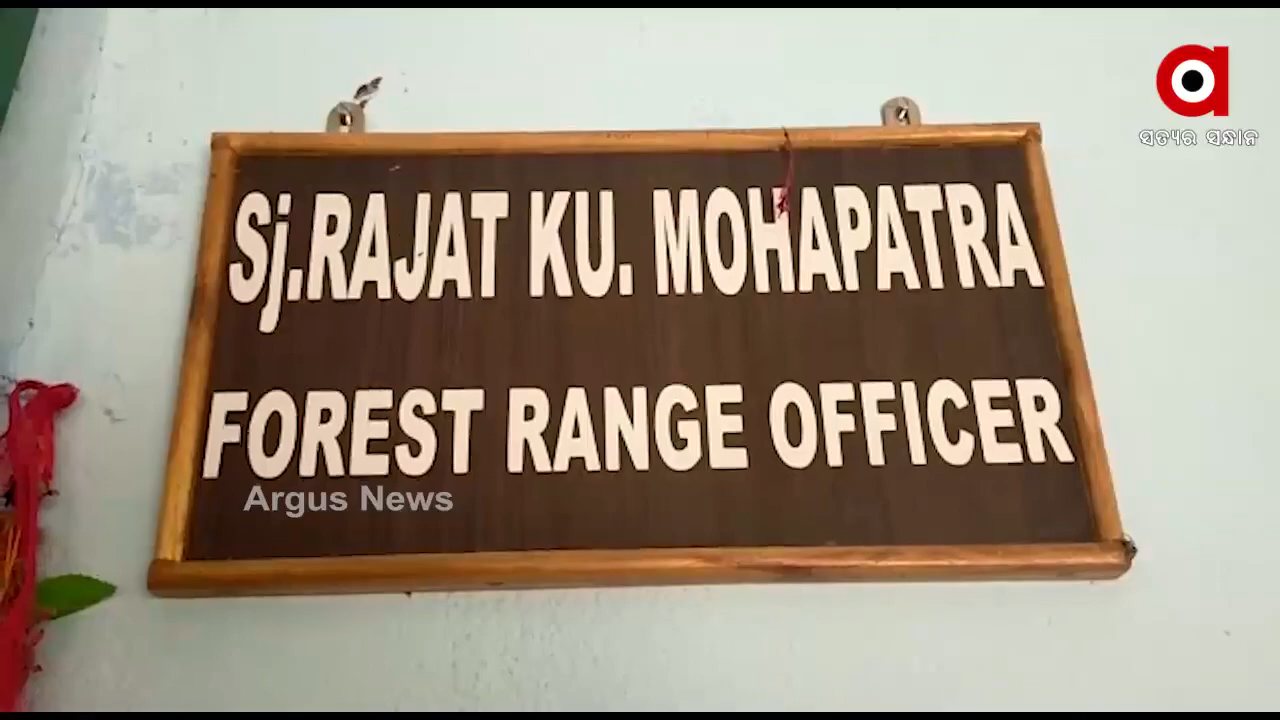 ସତ୍ୟର ସନ୍ଧାନ
Sj.RAJAT KU. MOHAPATRA
FOREST RANGE OFFICER
Argus News